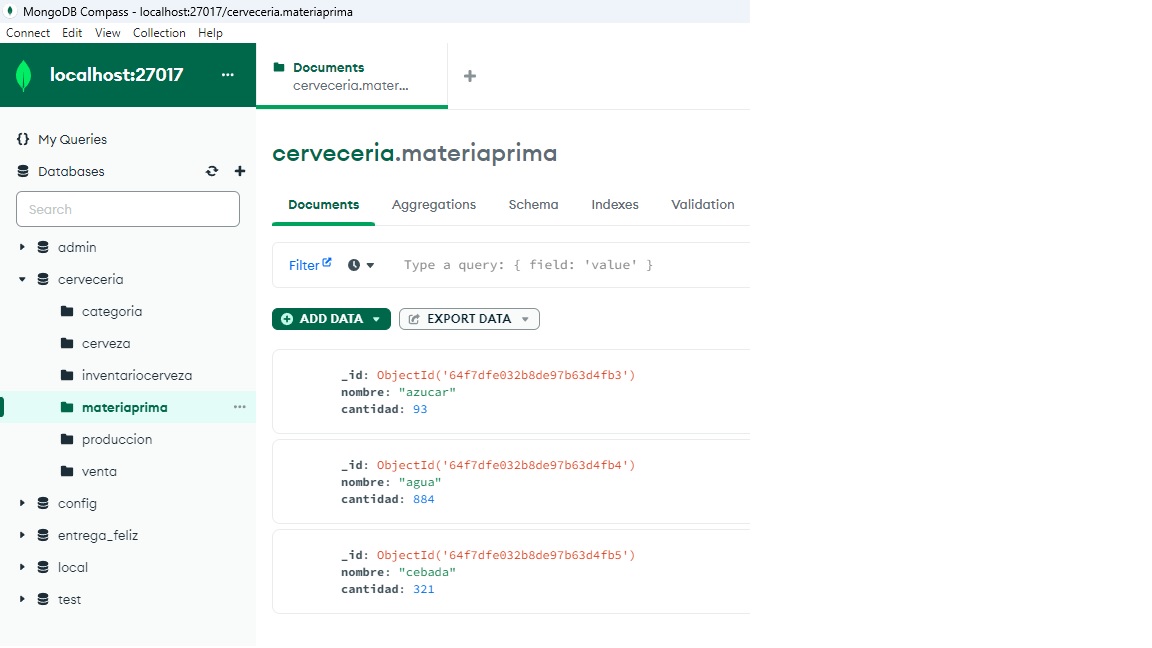 MongoDB Compass - localhost:27017/cerveceria.materiaprima
Connect Edit View Collection Help
localhost:27017 ...
Documents
cerveceria.mater...
My Queries
Databases
Search
admin
cerveceria
categoria
cerveza
inventariocerveza
materiaprima ...
produccion
venta
config
entrega_feliz
local
test
cerveceria.materiaprima
Documents Aggregations Schema Indexes Validation
Filter Type a query: { field: 'value' }
ADD DATA EXPORT DATA
_id: ObjectId('64f7dfe032b8de97b63d4fb3')
nombre: "azucar"
cantidad: 93
_id: ObjectId('64f7dfe032b8de97b63d4fb4')
nombre: "agua"
cantidad: 884
_id: ObjectId('64f7dfe032b8de97b63d4fb5')
nombre: "cebada"
cantidad: 321